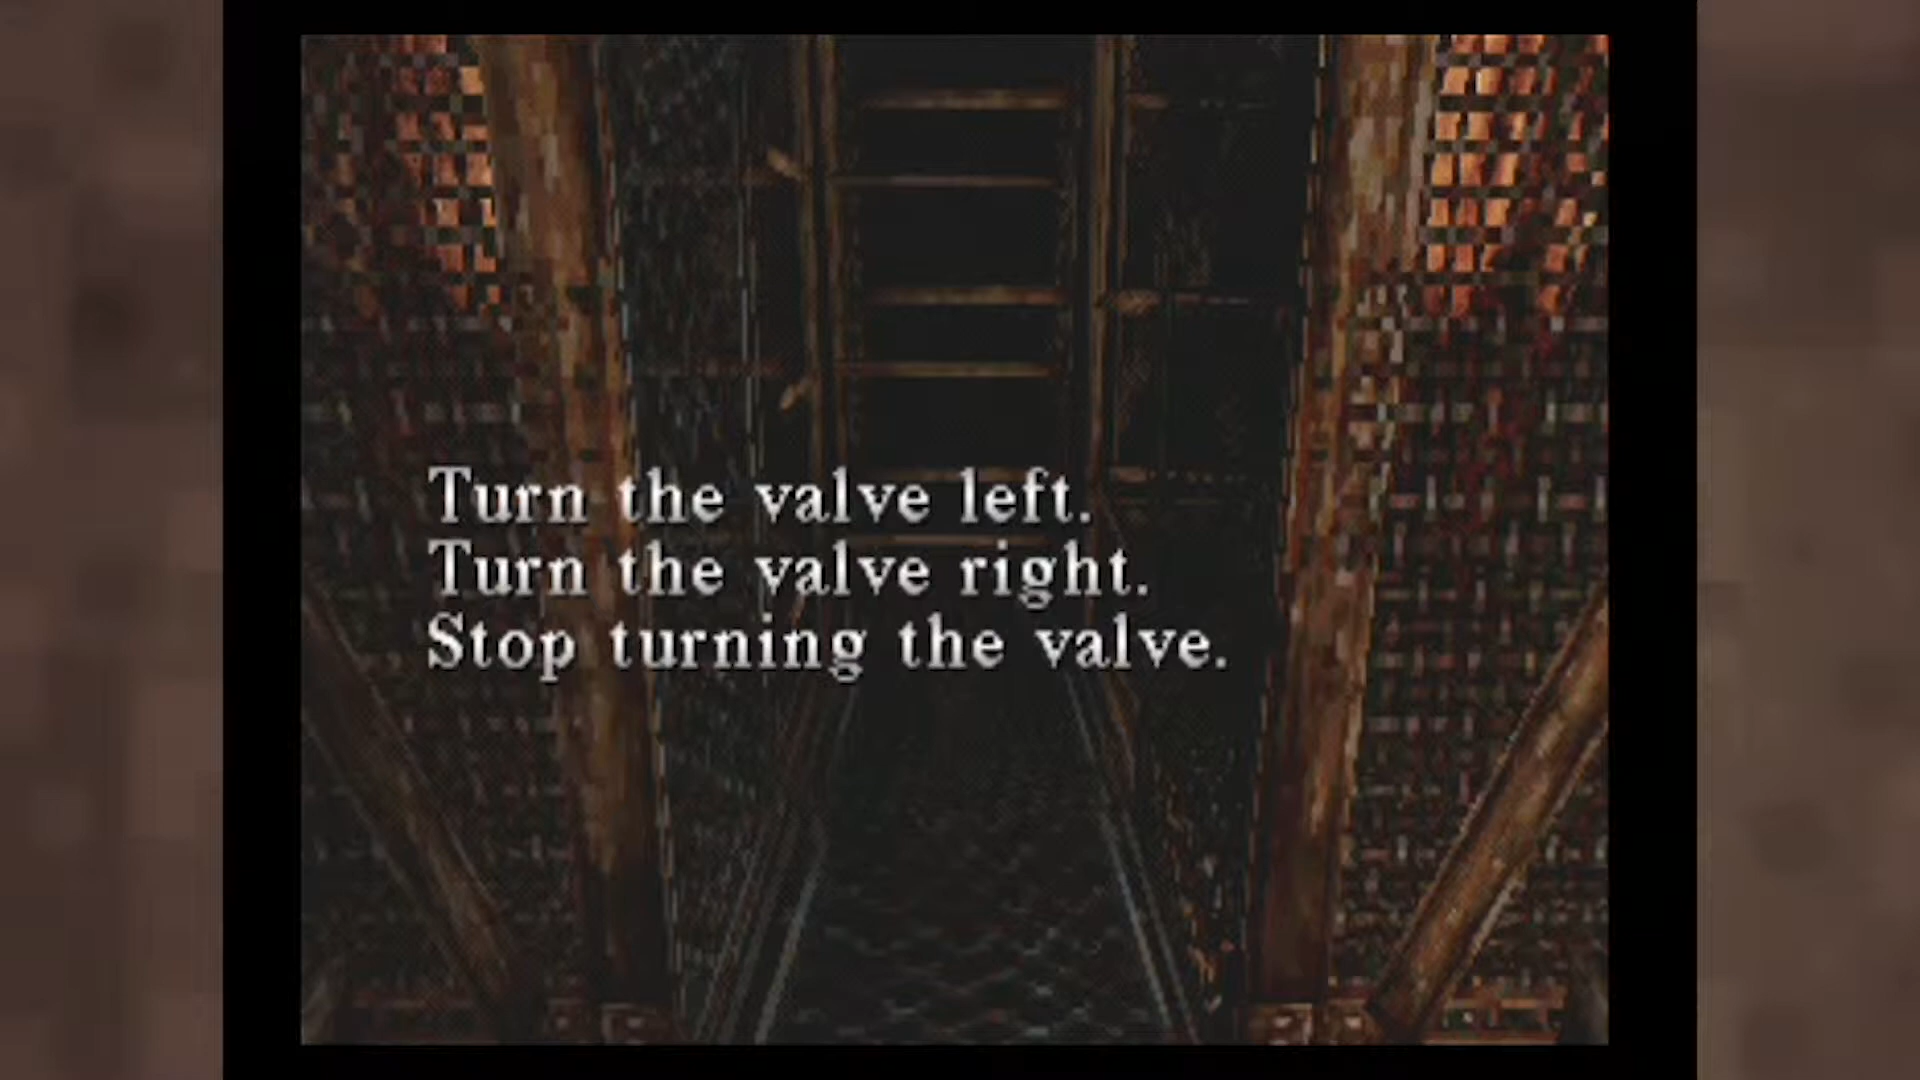 Turn the valve left.
Turn the valve right.
Stop turning the valve.